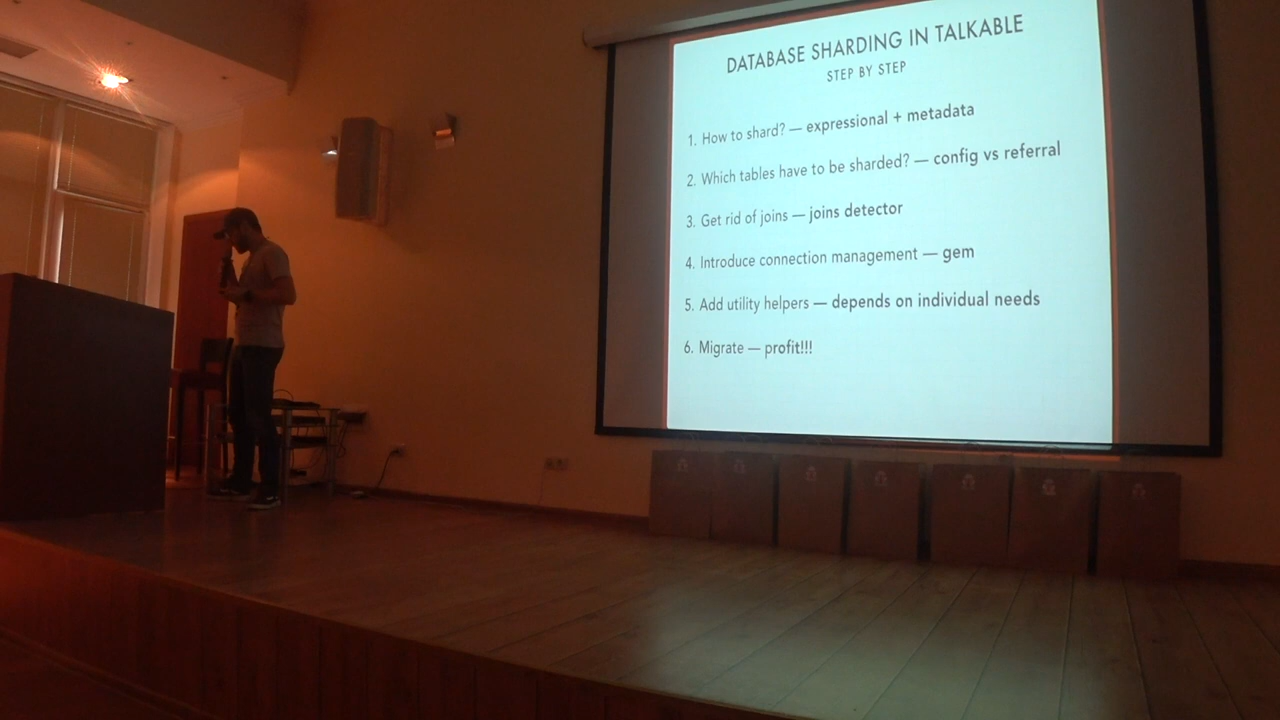 DATABASE SHARDING IN TALKABLE
STEP BY STEP
1. How to shard? — expressional + metadata
2. Which tables have to be sharded? — config vs referral
3. Get rid of joins — joins detector
4. Introduce connection management — gem
5. Add utility helpers — depends on individual needs
6. Migrate — profit!!!